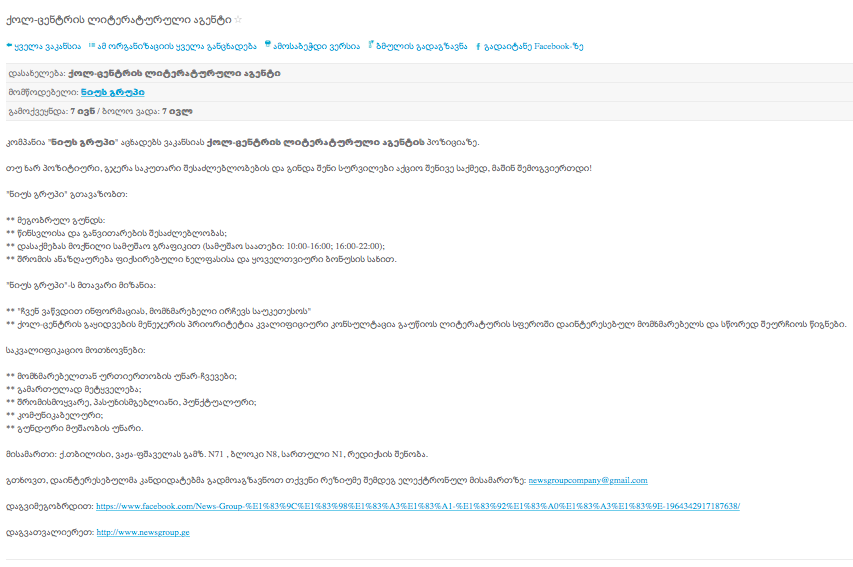 ქოლ-ცენტრის ლიტერატურული აგენტი ☆
ყველა ვაკანსია ამ ორგანიზაციის ყველა განცხადება ამოსაბეჭდი ვერსია ბმულის გადაგზავნა გადაიტანე Facebook-ზე
დასახელება: ქოლ-ცენტრის ლიტერატურული აგენტი
მომწოდებელი: ნიუს გრუპი
გამოქვეყნდა: 7 ივნ / ბოლო ვადა: 7 ივლ
კომპანია "ნიუს გრუპი" აცხადებს ვაკანსიას ქოლ-ცენტრის ლიტერატურული აგენტის პოზიციაზე.
თუ ხარ პოზიტიური, გჯერა საკუთარი შესაძლებლობების და გინდა შენი სურვილები აქციო შენივე საქმედ, მაშინ შემოგვიერთდი!
"ნიუს გრუპი" გთავაზობთ:
** მეგობრულ გუნდს:
** წინსვლისა და განვითარების შესაძლებლობას;
** დასაქმებას მოქნილი სამუშაო გრაფიკით (სამუშაო საათები: 10:00-16:00; 16:00-22:00);
** შრომის ანაზღაურება ფიქსირებული ხელფასისა და ყოველთვიური ბონუსის სახით.
"ნიუს გრუპი"-ს მთავარი მიზანია:
** "ჩვენ ვაწვდით ინფორმაციას, მომხმარებელი ირჩევს საუკეთესოს"
** ქოლ-ცენტრის გაყიდვების მენეჯერის პრიორიტეტია კვალიფიციური კონსულტაცია გაუწიოს ლიტერატურის სფეროში დაინტერესებულ მომხმარებელს და სწორედ შეურჩიოს წიგნები.
საკვალიფიკაციო მოთხოვნები:
** მომხმარებელთან ურთიერთობის უნარ-ჩვევები;
** გამართულად მეტყველება;
** შრომისმოყვარე, პასუხისმგებლიანი, პუნქტუალური;
** კომუნიკაბელური;
** გუნდური მუშაობის უნარი.
მისამართი: ქ.თბილისი, ვაჟა-ფშაველას გამზ. N71 , ბლოკი N8, სართული N1, რედიქსის შენობა.
გთხოვთ, დაინტერესებულმა კანდიდატებმა გადმოაგზავნოთ თქვენი რეზიუმე შემდეგ ელექტრონულ მისამართზე: newsgroupcompany@gmail.com
დაგვიმეგობრდით: https://www.facebook.com/News-Group-%E1%83%9C%E1%83%98%E1%83%A3%E1%83%A1-%E1%83%92%E1%83%A0%E1%83%A3%E1%83%9E-1964342917187638/
დაგვათვალიერეთ: http://www.newsgroup.ge